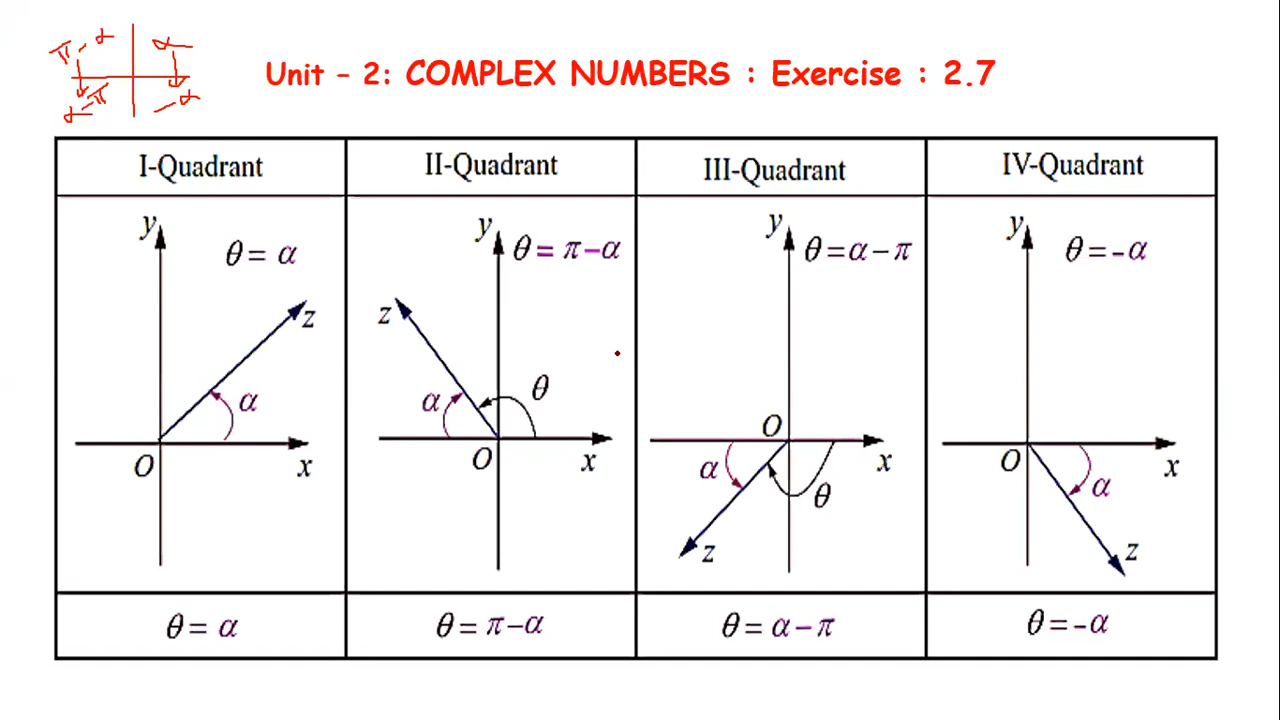 π - α α
α - π - α
Unit - 2: COMPLEX NUMBERS : Exercise : 2.7
I-Quadrant II-Quadrant III-Quadrant IV-Quadrant
y θ = α z α O x
y θ = π-α z α θ O x
y θ = α-π O x α θ z
y θ = -α O x α z
θ = α θ = π-α θ = α-π θ = -α